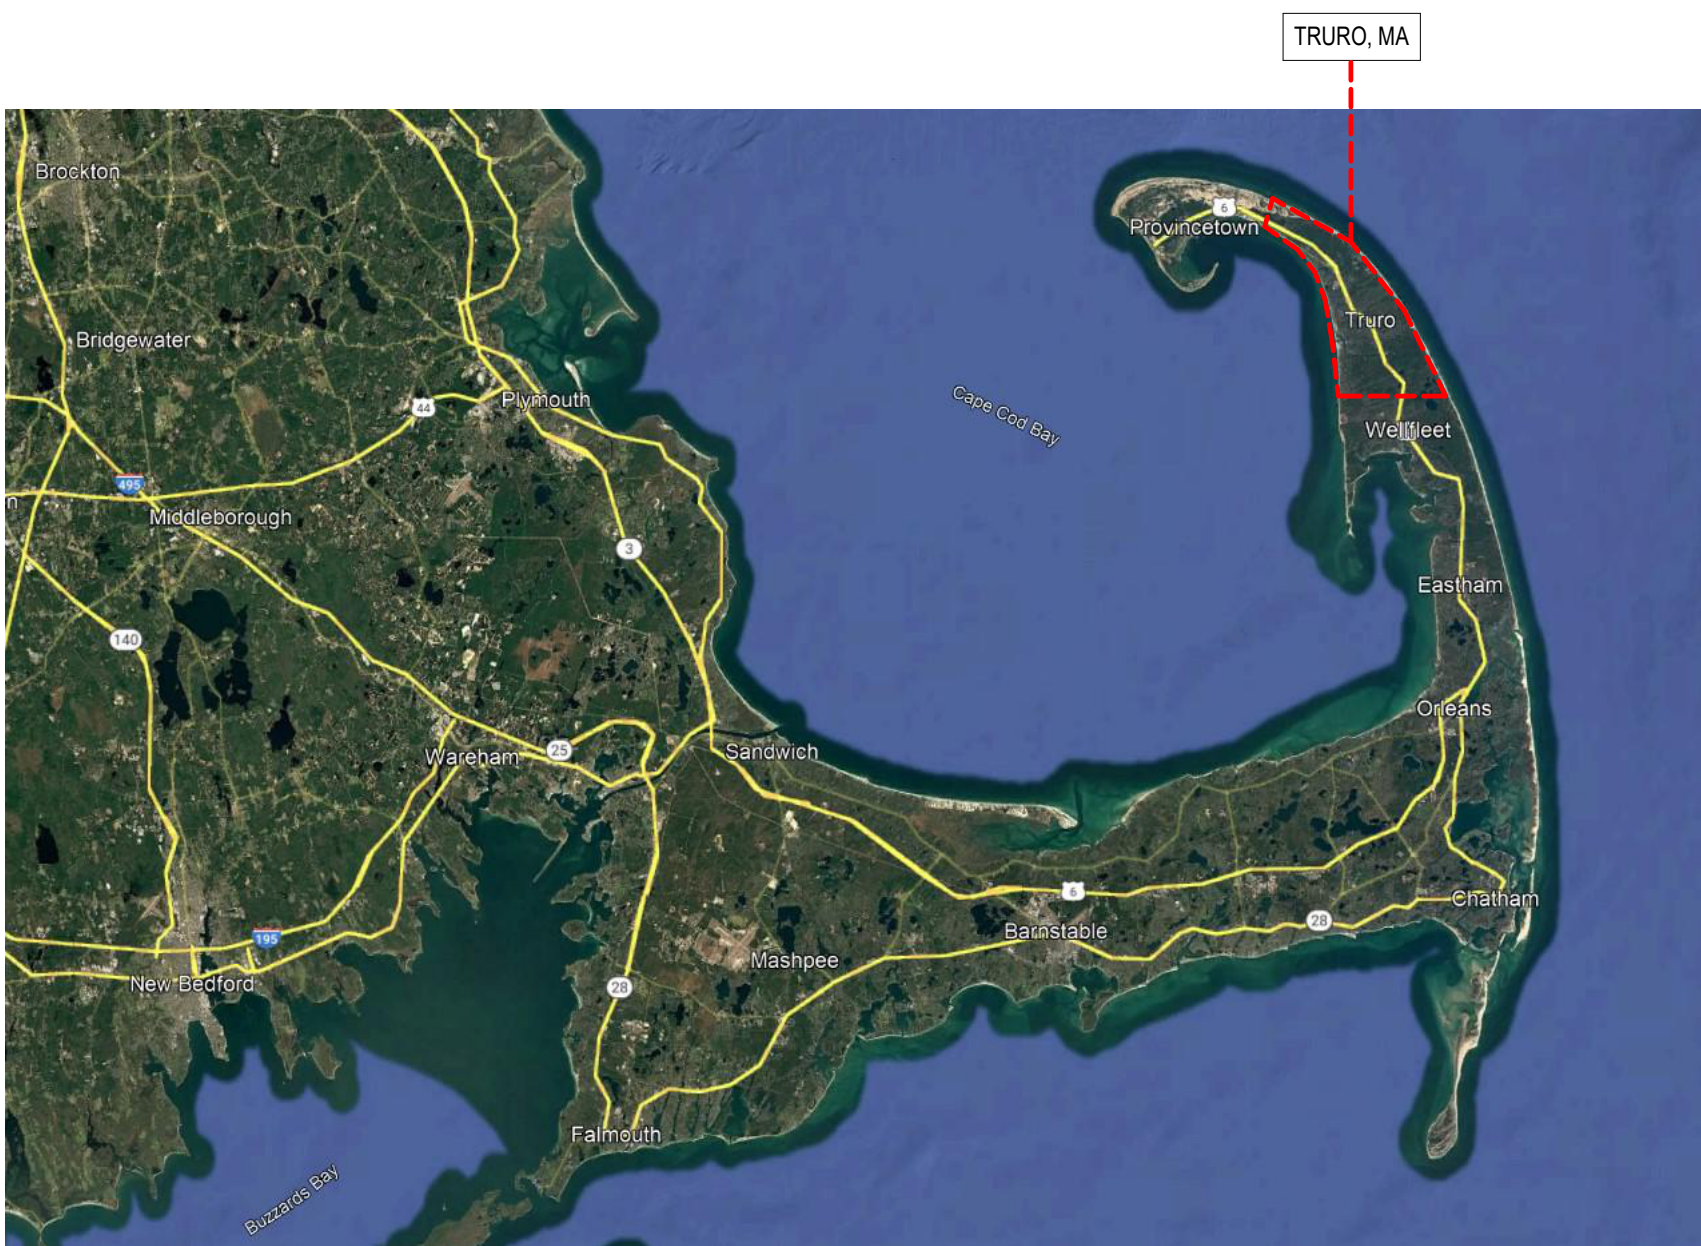 TRURO, MA
Brockton
6
Provincetown
Truro
Bridgewater
Cape Cod Bay
Plymouth
44
Wellfleet
495
n
Middleborough
3
Eastham
140
Orleans
Wareham
25
Sandwich
6
Chatham
28
195
Barnstable
Mashpee
New Bedford
28
Falmouth
Buzzards Bay